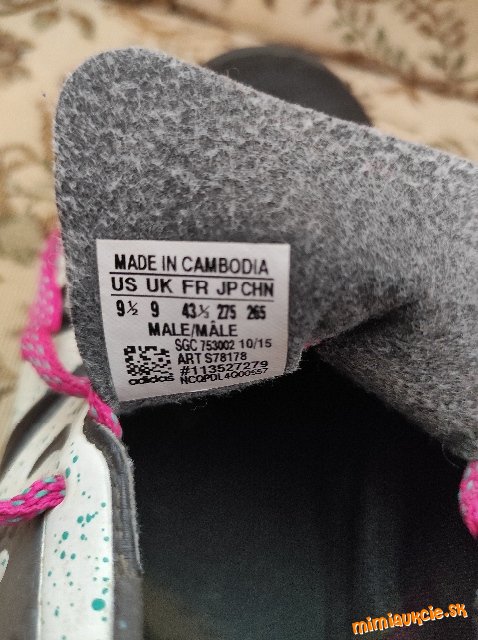 MADE IN CAMBODIA
US UK FR JP CHN
9½ 9 43⅓ 275 265
MALE/MÂLE
SGC 753002 10/15
ART S78178
#113527279
adidas NCQPDL4Q00557
mimiaukcie.sk